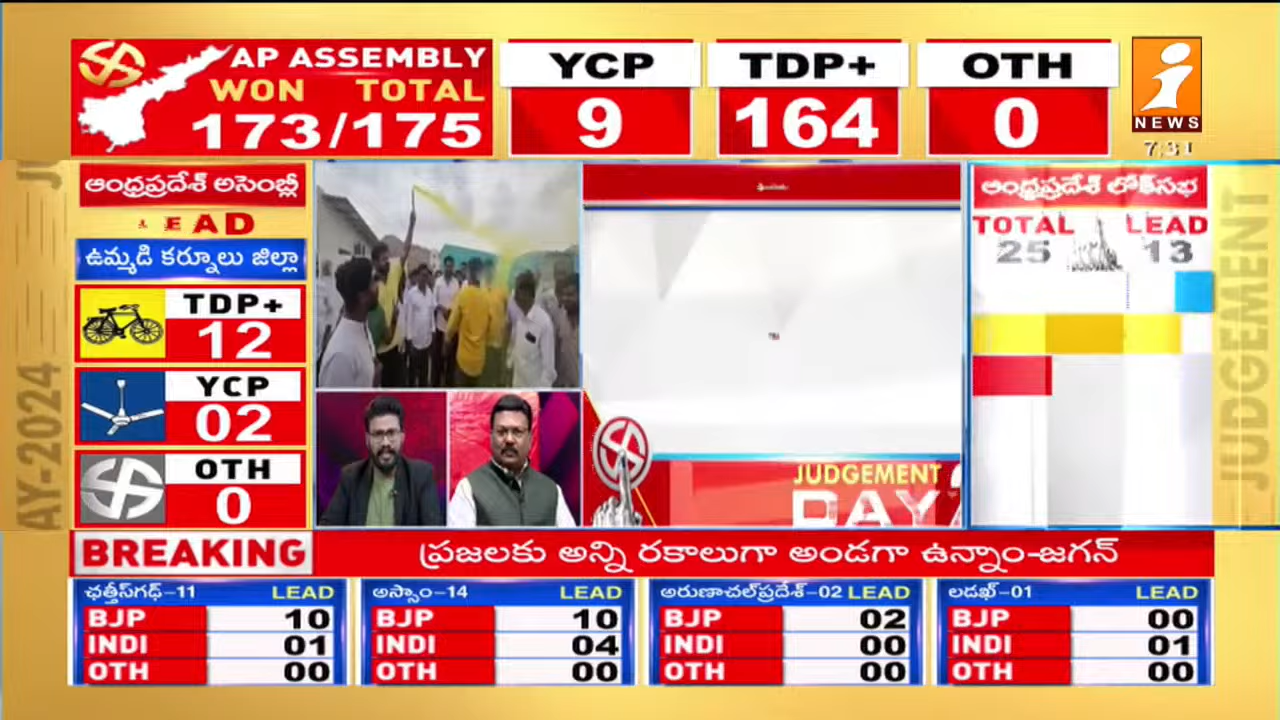 AP ASSEMBLY
WON TOTAL
173/175
YCP
9
TDP+
164
OTH
0
i
NEWS
7:31
ఆంధ్రప్రదేశ్ అసెంబ్లీ
LEAD
ఉమ్మడి కర్నూలు జిల్లా
TDP+
12
YCP
02
OTH
0
ఆంధ్రప్రదేశ్ లోక్‌సభ
TOTAL LEAD
25 13
AY-2024
JUDGEMENT
JUDGEMENT
DAY
BREAKING
ప్రజలకు అన్ని రకాలుగా అండగా ఉన్నాం-జగన్
ఛత్తీస్‌గఢ్-11 LEAD
BJP 10
INDI 01
OTH 00
అస్సాం-14 LEAD
BJP 10
INDI 04
OTH 00
అరుణాచల్‌ప్రదేశ్-02 LEAD
BJP 02
INDI 00
OTH 00
లడఖ్-01 LEAD
BJP 00
INDI 01
OTH 00